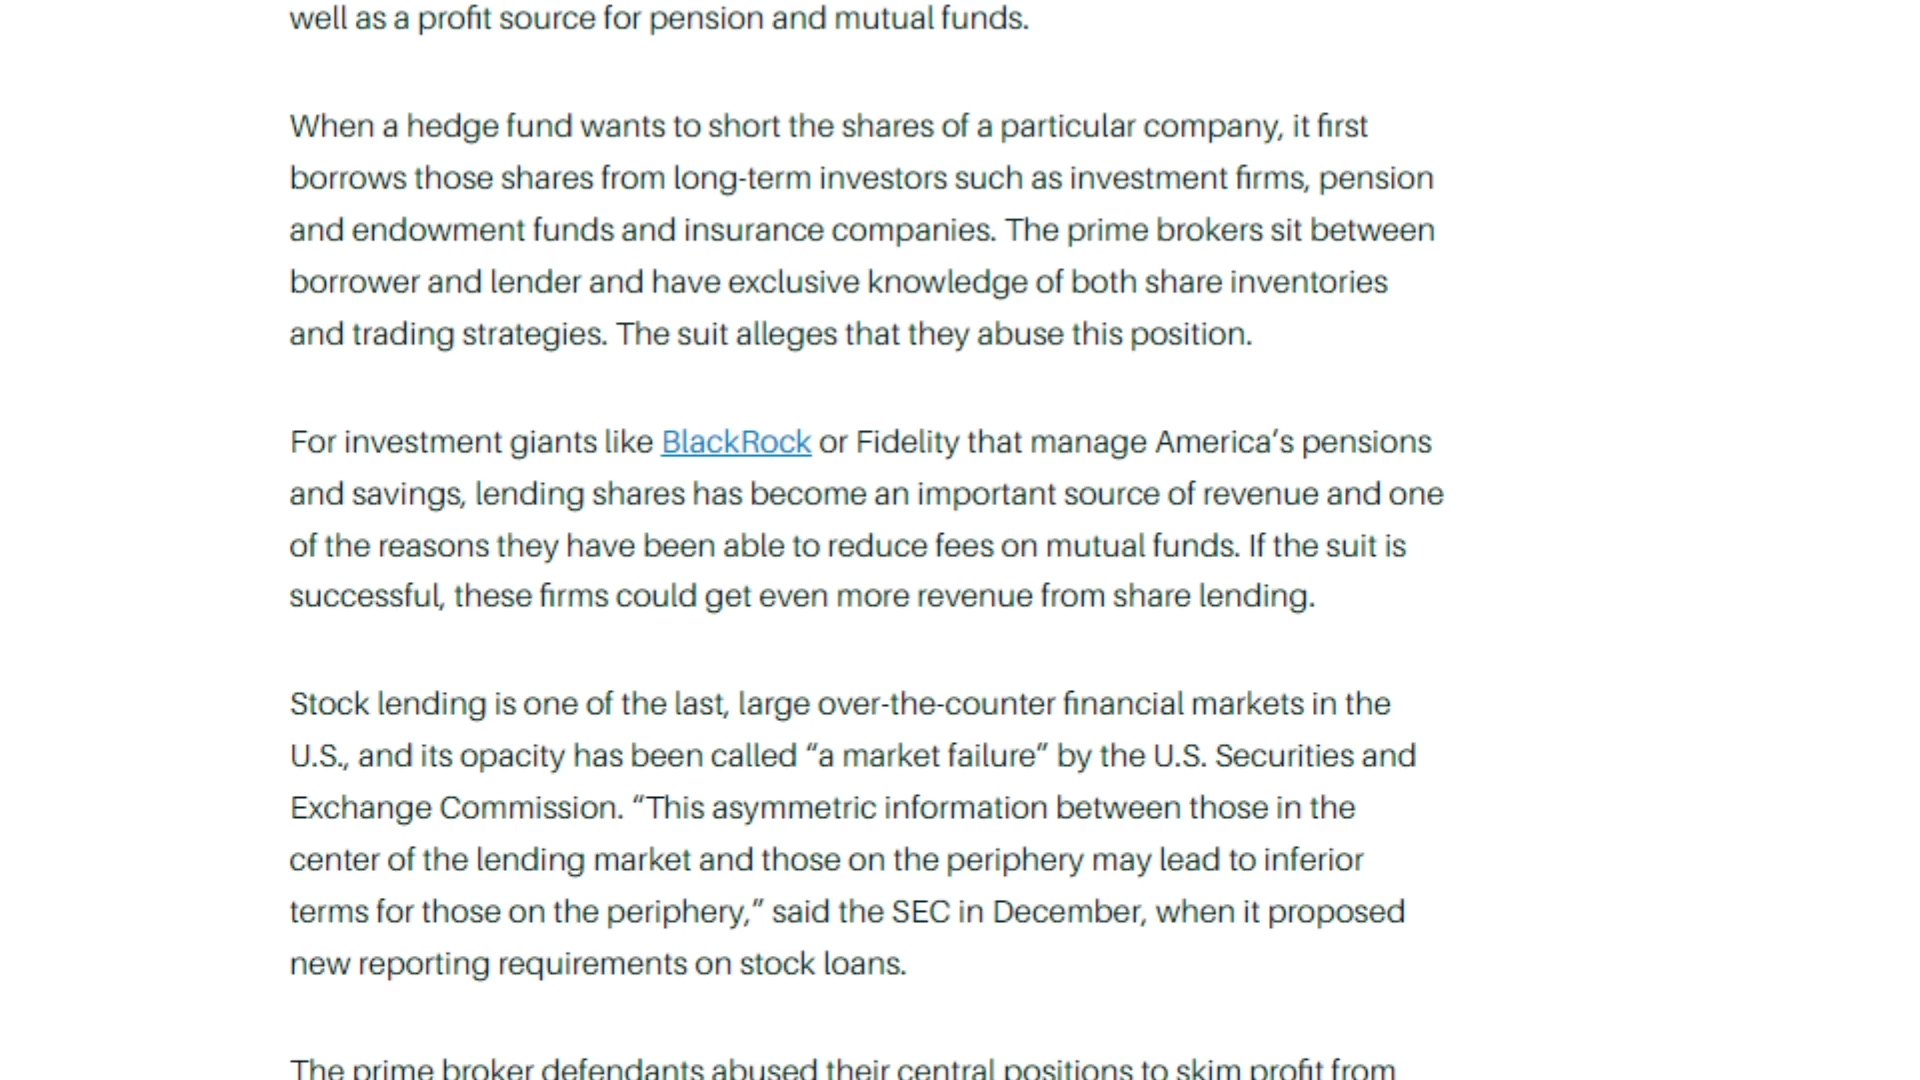 well as a profit source for pension and mutual funds.
When a hedge fund wants to short the shares of a particular company, it first
borrows those shares from long-term investors such as investment firms, pension
and endowment funds and insurance companies. The prime brokers sit between
borrower and lender and have exclusive knowledge of both share inventories
and trading strategies. The suit alleges that they abuse this position.
For investment giants like BlackRock or Fidelity that manage America’s pensions
and savings, lending shares has become an important source of revenue and one
of the reasons they have been able to reduce fees on mutual funds. If the suit is
successful, these firms could get even more revenue from share lending.
Stock lending is one of the last, large over-the-counter financial markets in the
U.S., and its opacity has been called “a market failure” by the U.S. Securities and
Exchange Commission. “This asymmetric information between those in the
center of the lending market and those on the periphery may lead to inferior
terms for those on the periphery,” said the SEC in December, when it proposed
new reporting requirements on stock loans.
The prime broker defendants abused their central positions to skim profit from